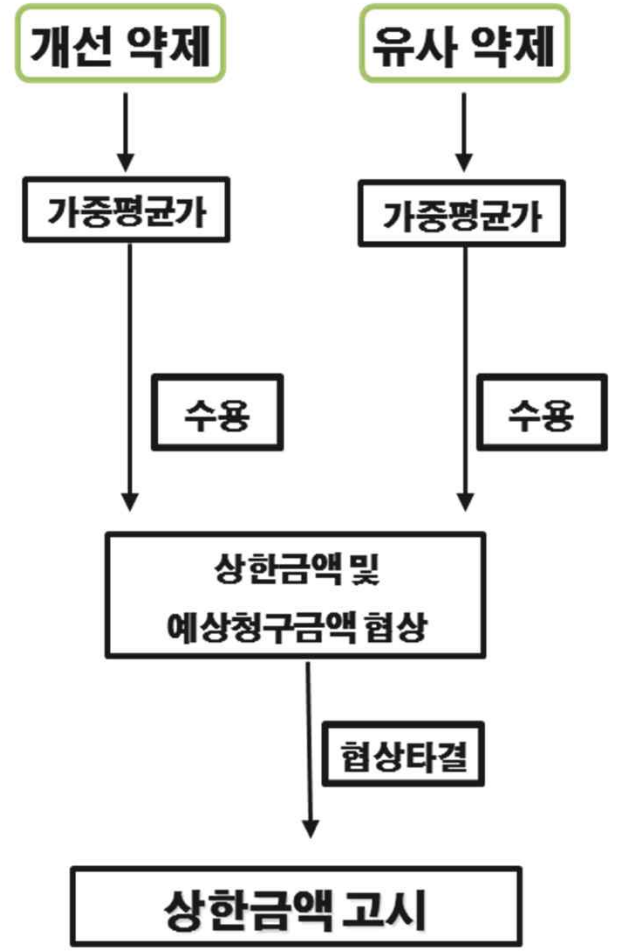 개선 약제
유사 약제
가중평균가
가중평균가
수용
수용
상한금액 및
예상청구금액 협상
협상타결
상한금액 고시